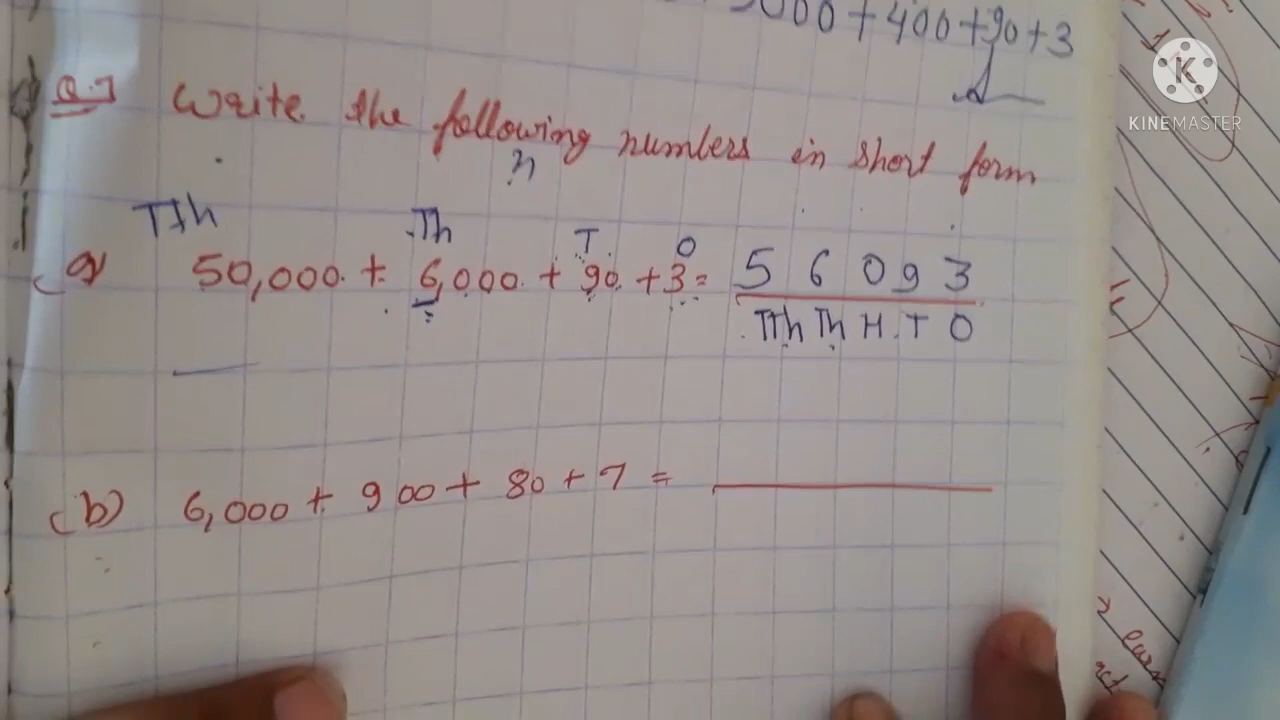 000 + 400 + 90 + 3
K
KINEMASTER
Q.7 Write the following numbers in short form
TTh Th T O
(a) 50,000 + 6,000 + 90 + 3 = 5 6 0 9 3
TTh Th H T O
(b) 6,000 + 900 + 80 + 7 =